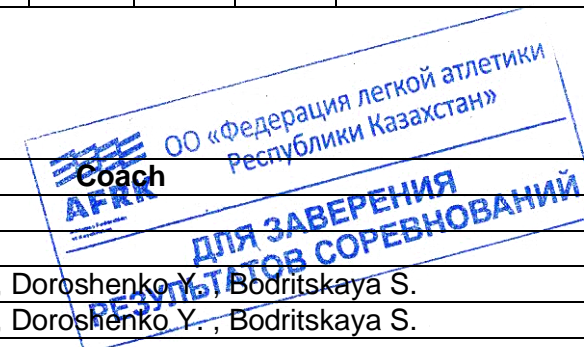 ОО «Федерация легкой атлетики
Республики Казахстан»
AFRK
Coach
ДЛЯ ЗАВЕРЕНИЯ
РЕЗУЛЬТАТОВ СОРЕВНОВАНИЙ
. Doroshenko Y. , Bodritskaya S.
. Doroshenko Y. , Bodritskaya S.